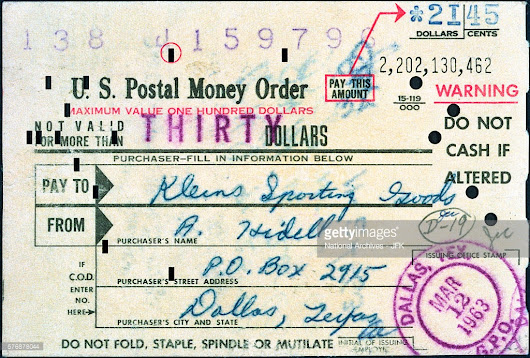 *21 45
DOLLARS CENTS
138 d1159798
2,202,130,462
U. S. Postal Money Order
PAY THIS
AMOUNT
15-119
000
WARNING
MAXIMUM VALUE ONE HUNDRED DOLLARS
NOT VALID
FOR MORE THAN
THIRTY
DOLLARS
DO NOT
CASH IF
ALTERED
PURCHASER—FILL IN INFORMATION BELOW
PAY TO
Kleins Sporting Goods
FROM
A. Hidell
D-19
PURCHASER'S NAME
gettyimages
National Archives - JFK
ISSUING OFFICE STAMP
IF
C.O.D.
ENTER
NO.
HERE
P.O. Box 2915
PURCHASER'S STREET ADDRESS
Dallas, Texas
PURCHASER'S CITY AND STATE
DALLAS, TEX.
MAR
12
1963
G.P.O.
DO NOT FOLD, STAPLE, SPINDLE OR MUTILATE
INITIAL OF ISSUING
EMPLOYE
576878044